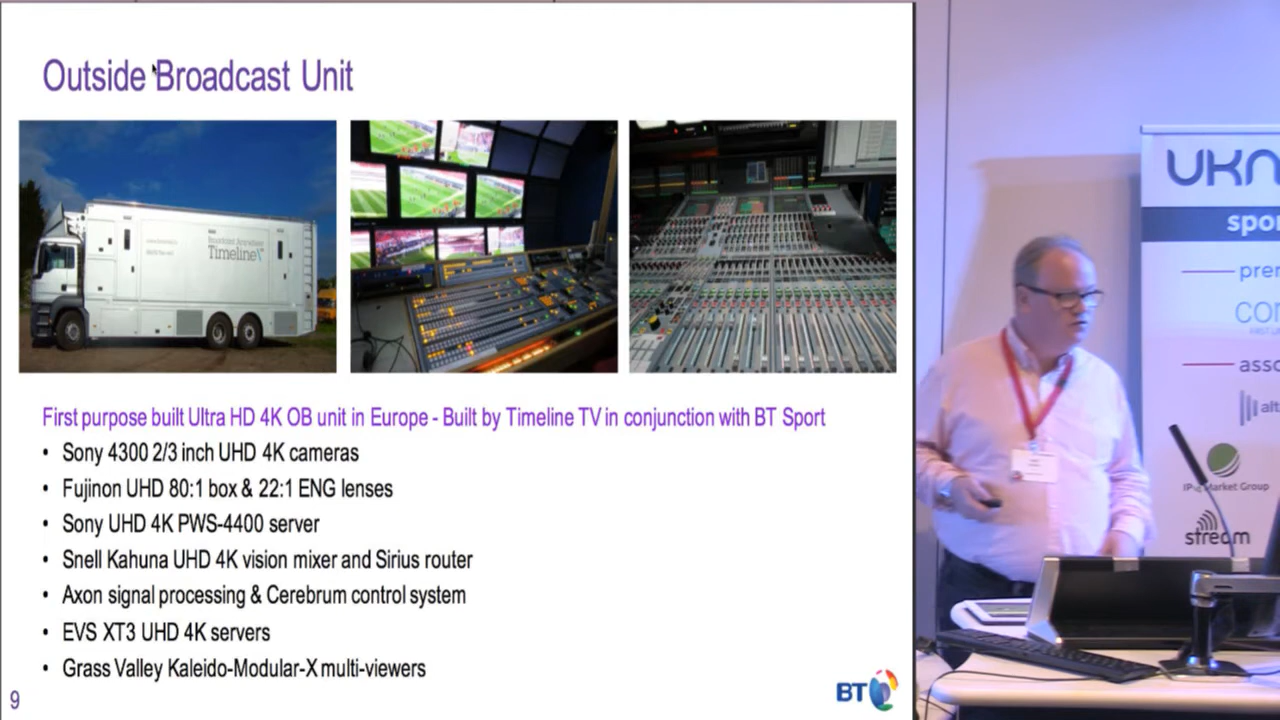 Outside Broadcast Unit
Timeline
First purpose built Ultra HD 4K OB unit in Europe - Built by Timeline TV in conjunction with BT Sport
• Sony 4300 2/3 inch UHD 4K cameras
• Fujinon UHD 80:1 box & 22:1 ENG lenses
• Sony UHD 4K PWS-4400 server
• Snell Kahuna UHD 4K vision mixer and Sirius router
• Axon signal processing & Cerebrum control system
• EVS XT3 UHD 4K servers
• Grass Valley Kaleido-Modular-X multi-viewers
9
BT
UKN
spo
prem
CO
asso
alt
Market Group
stream